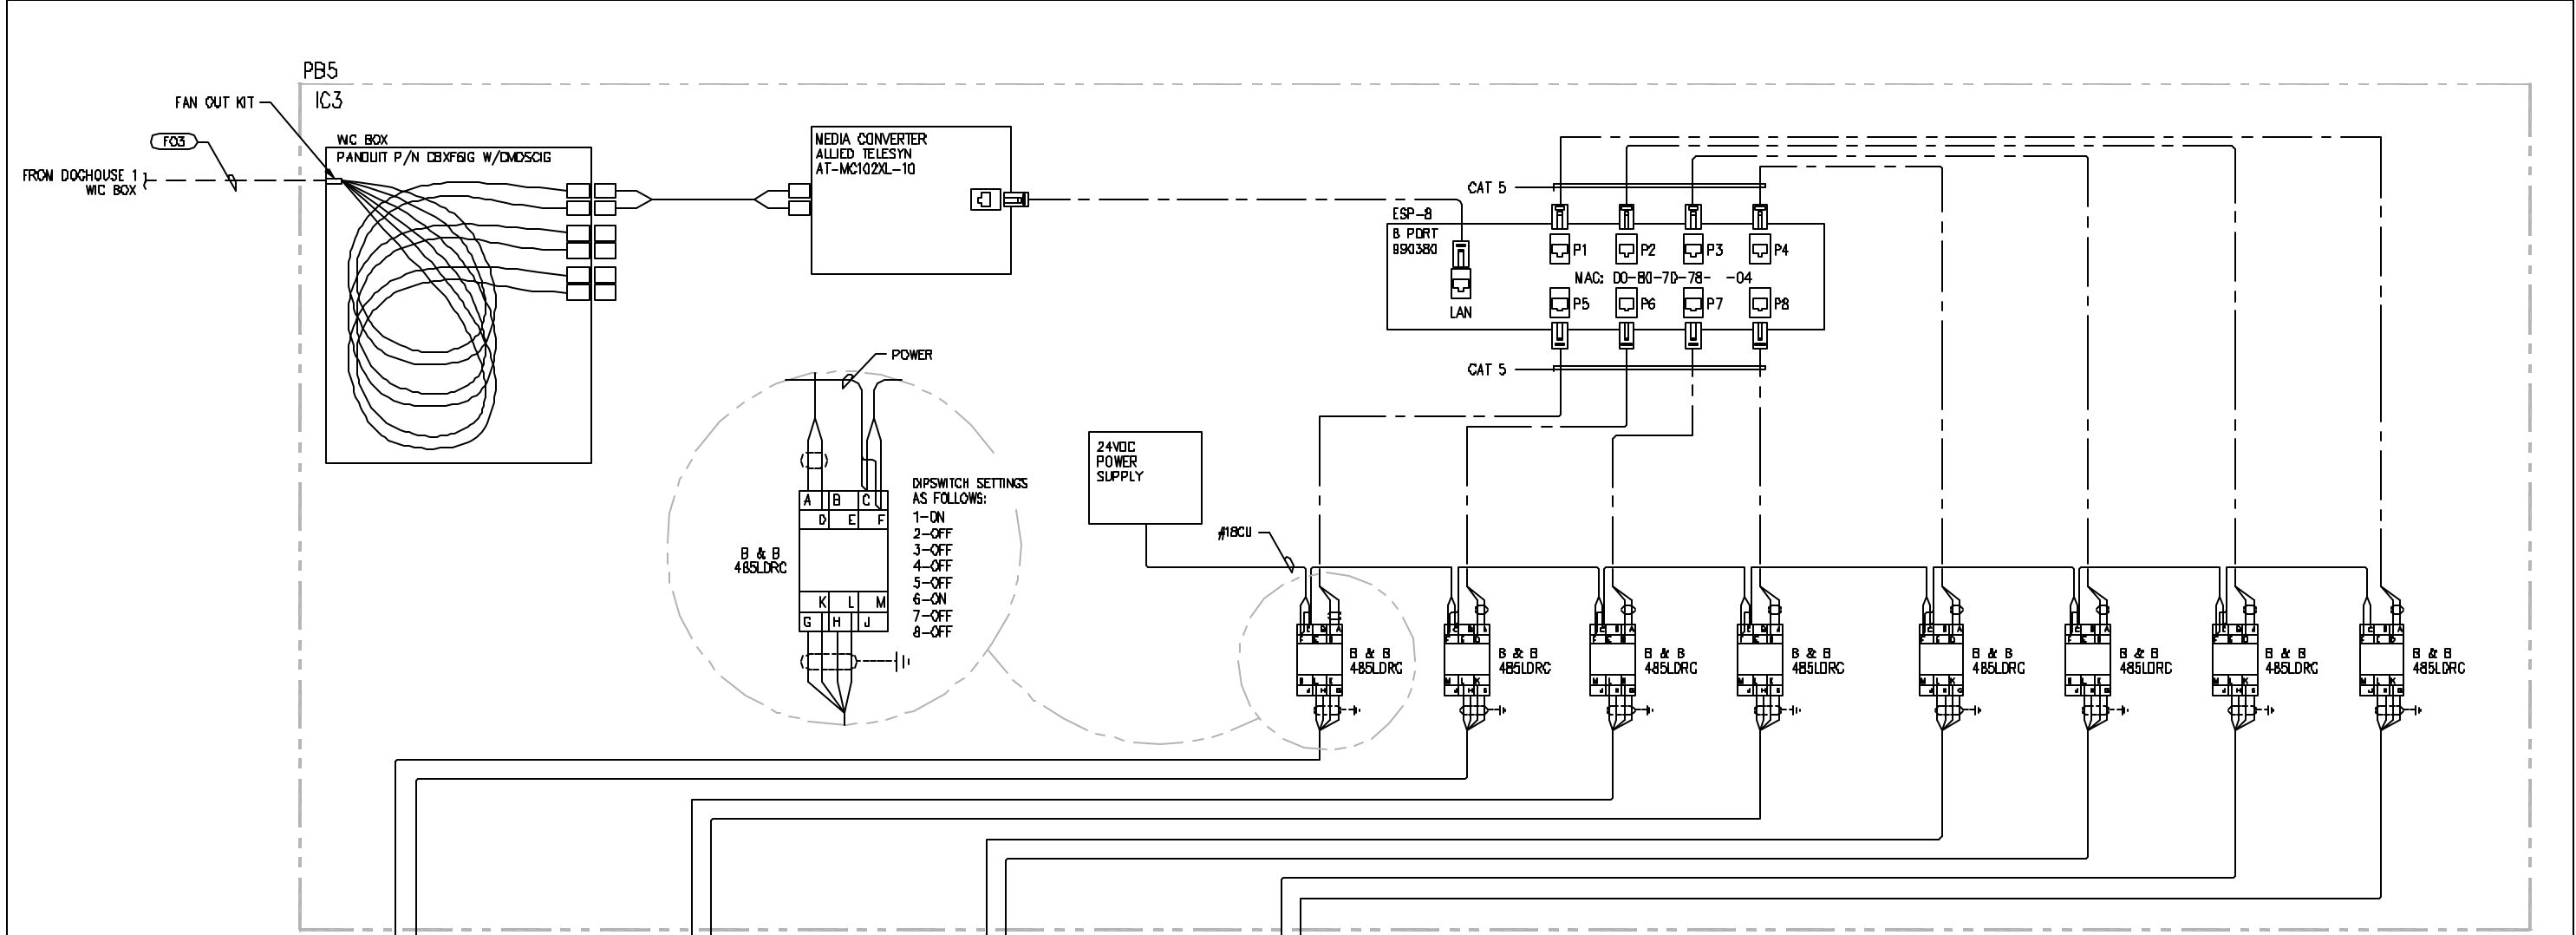 PB5
IC3
FAN OUT KIT
F03
FROM DOGHOUSE 1
WIC BOX
WIC BOX
PANDUIT P/N CBXF6IG W/CMDSCIG
MEDIA CONVERTER
ALLIED TELESYN
AT-MC102XL-10
CAT 5
ESP-8
8 PORT
990380
P1
P2
P3
P4
MAC: D0-80-7D-78- -04
P5
P6
P7
P8
LAN
CAT 5
POWER
24VDC
POWER
SUPPLY
#18CU
DIPSWITCH SETTINGS
AS FOLLOWS:
1-ON
2-OFF
3-OFF
4-OFF
5-OFF
6-ON
7-OFF
8-OFF
A B C
D E F
B & B
485LDRC
K L M
G H J
B & B
485LDRC
B & B
485LDRC
B & B
485LDRC
B & B
485LDRC
B & B
485LDRC
B & B
485LDRC
B & B
485LDRC
B & B
485LDRC